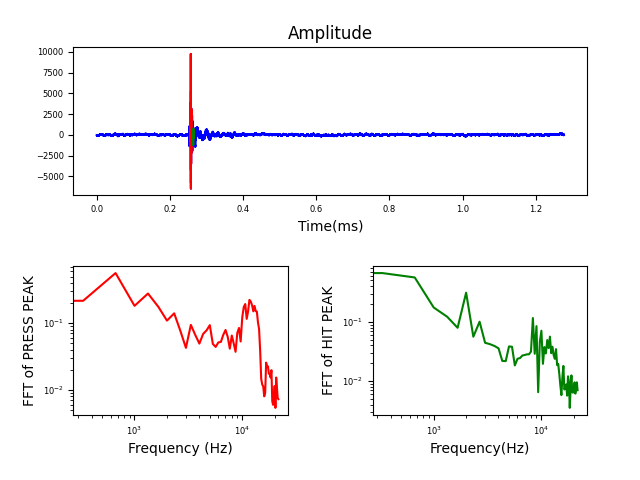 Amplitude
10000
7500
5000
2500
0
−2500
−5000
0.0 0.2 0.4 0.6 0.8 1.0 1.2
Time(ms)
FFT of PRESS PEAK
10⁻¹
10⁻²
10³ 10⁴
Frequency (Hz)
FFT of HIT PEAK
10⁻¹
10⁻²
10³ 10⁴
Frequency(Hz)